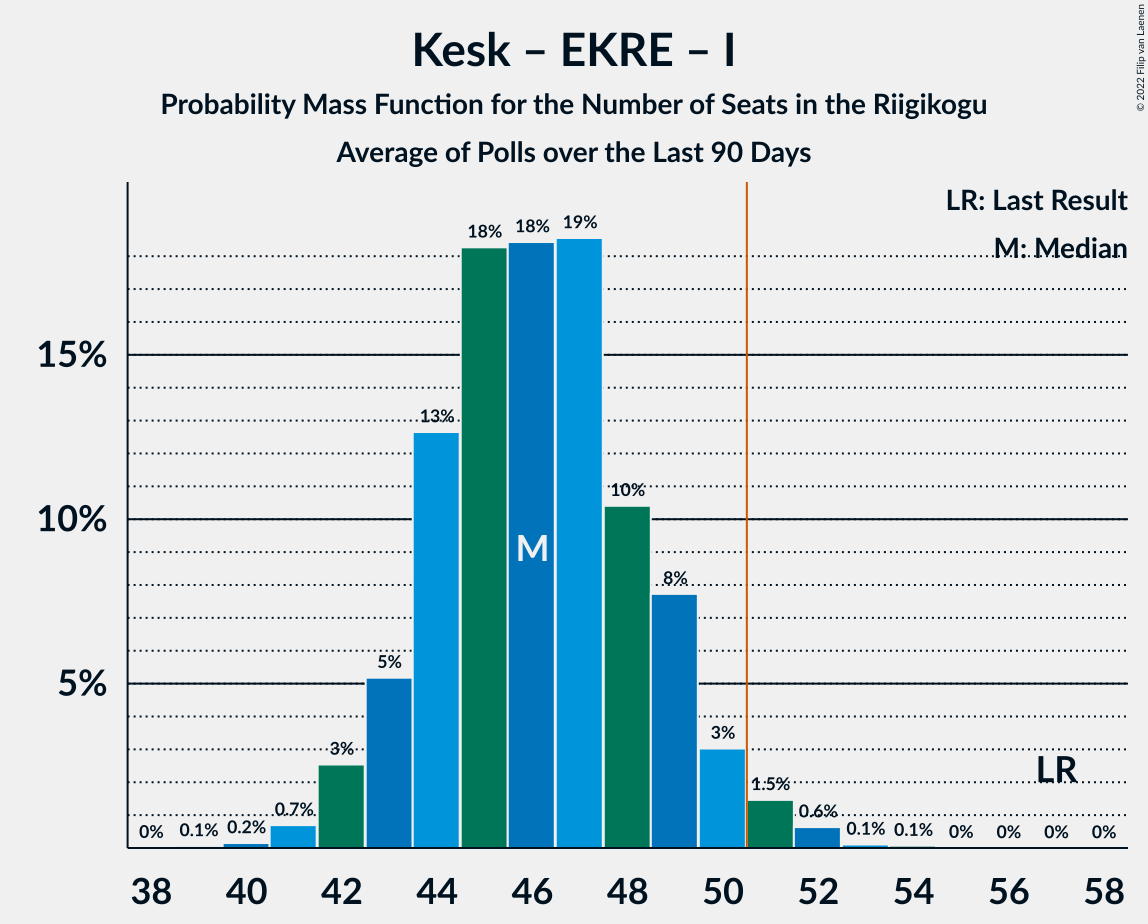 Kesk – EKRE – I
Probability Mass Function for the Number of Seats in the Riigikogu
Average of Polls over the Last 90 Days
© 2022 Filip van Laenen
LR: Last Result
M: Median
15%
10%
5%
0%
0.1%
0.2%
0.7%
3%
5%
13%
18%
18%
19%
10%
8%
3%
1.5%
0.6%
0.1%
0.1%
0%
0%
0%
0%
M
LR
38 40 42 44 46 48 50 52 54 56 58